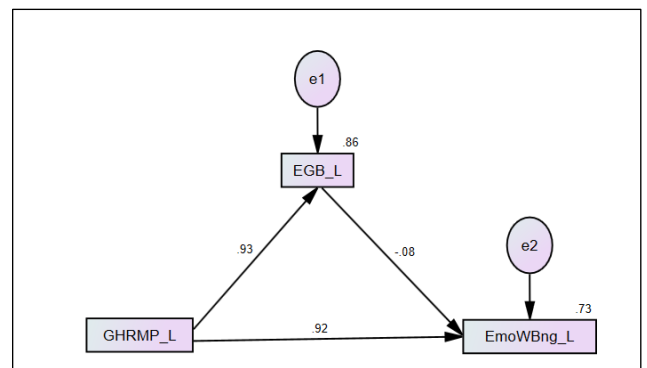 e1
.86
EGB_L
.93
-.08
e2
.73
GHRMP_L
.92
EmoWBng_L